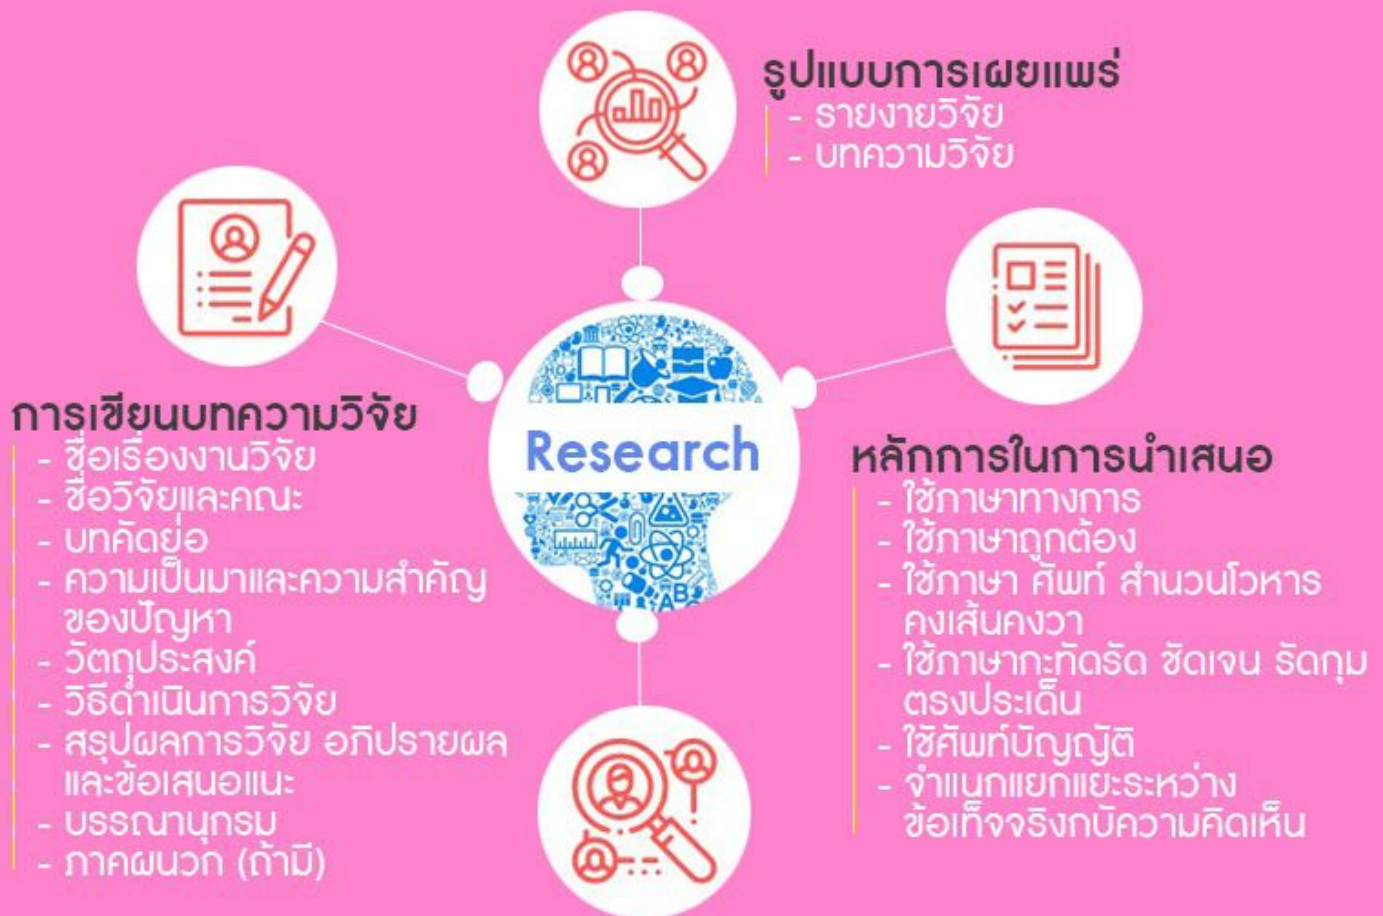 รูปแบบการเผยแพร่
- รายงายวิจัย
- บทความวิจัย
การเขียนบทความวิจัย
- ชื่อเรื่องงานวิจัย
- ชื่อวิจัยและคณะ
- บทคัดย่อ
- ความเป็นมาและความสำคัญ
ของปัญหา
- วัตถุประสงค์
- วิธีดำเนินการวิจัย
- สรุปผลการวิจัย อภิปรายผล
และข้อเสนอแนะ
- บรรณานุกรม
- ภาคผนวก (ถ้ามี)
Research
หลักการในการนำเสนอ
- ใช้ภาษาทางการ
- ใช้ภาษาถูกต้อง
- ใช้ภาษา ศัพท์ สำนวนโวหาร
คงเส้นคงวา
- ใช้ภาษากะทัดรัด ชัดเจน รัดกุม
ตรงประเด็น
- ใช้ศัพท์บัญญัติ
- จำแนกแยกแยะระหว่าง
ข้อเท็จจริงกบัความคิดเห็น